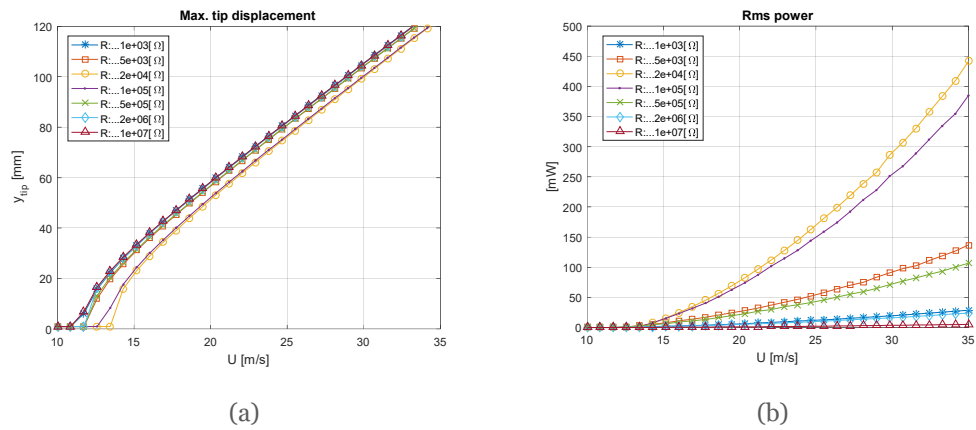 Max. tip displacement
120
100
80
60
40
20
0
y_tip [mm]
R:...1e+03[Ω]
R:...5e+03[Ω]
R:...2e+04[Ω]
R:...1e+05[Ω]
R:...5e+05[Ω]
R:...2e+06[Ω]
R:...1e+07[Ω]
10 15 20 25 30 35
U [m/s]
(a)
Rms power
500
450
400
350
300
250
200
150
100
50
0
[mW]
R:...1e+03[Ω]
R:...5e+03[Ω]
R:...2e+04[Ω]
R:...1e+05[Ω]
R:...5e+05[Ω]
R:...2e+06[Ω]
R:...1e+07[Ω]
10 15 20 25 30 35
U [m/s]
(b)